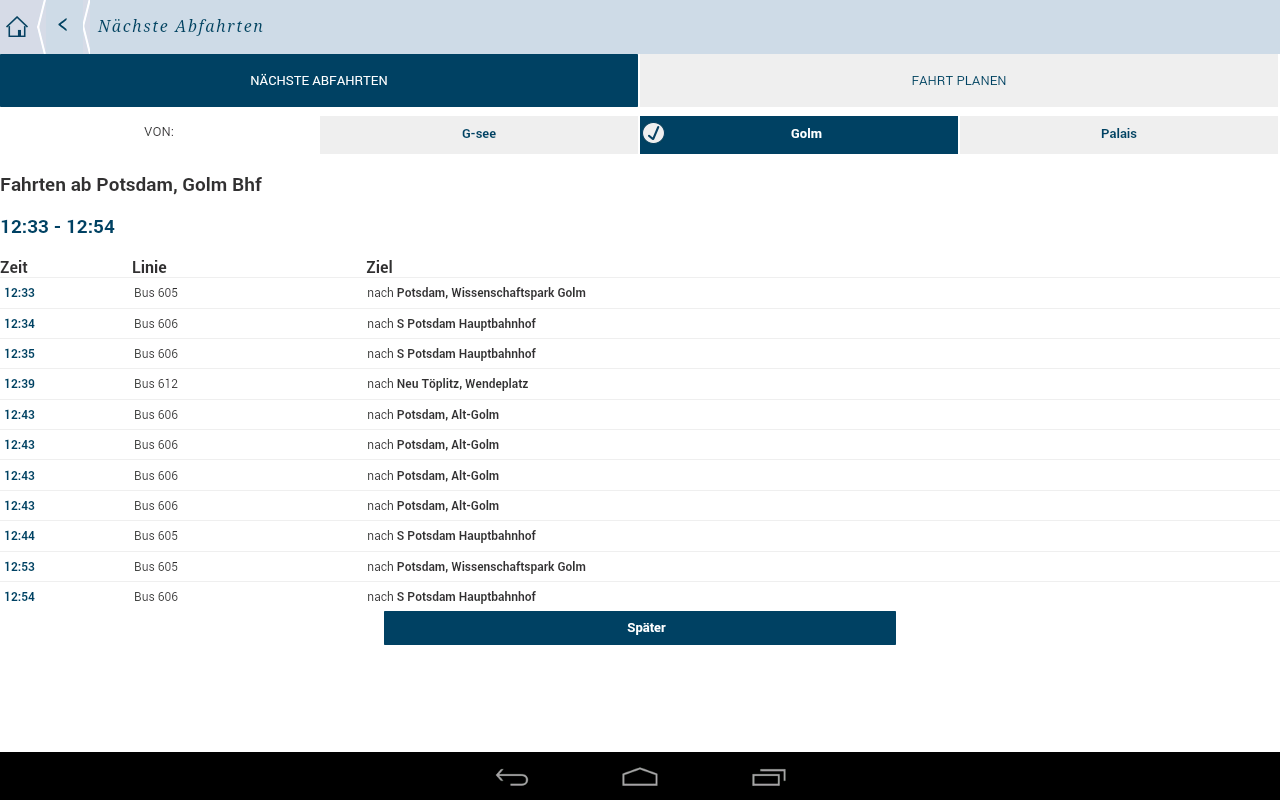 Nächste Abfahrten
NÄCHSTE ABFAHRTEN FAHRT PLANEN
VON: G-see Golm Palais
Fahrten ab Potsdam, Golm Bhf
12:33 - 12:54
Zeit Linie Ziel
12:33 Bus 605 nach Potsdam, Wissenschaftspark Golm
12:34 Bus 606 nach S Potsdam Hauptbahnhof
12:35 Bus 606 nach S Potsdam Hauptbahnhof
12:39 Bus 612 nach Neu Töplitz, Wendeplatz
12:43 Bus 606 nach Potsdam, Alt-Golm
12:43 Bus 606 nach Potsdam, Alt-Golm
12:43 Bus 606 nach Potsdam, Alt-Golm
12:43 Bus 606 nach Potsdam, Alt-Golm
12:44 Bus 605 nach S Potsdam Hauptbahnhof
12:53 Bus 605 nach Potsdam, Wissenschaftspark Golm
12:54 Bus 606 nach S Potsdam Hauptbahnhof
Später